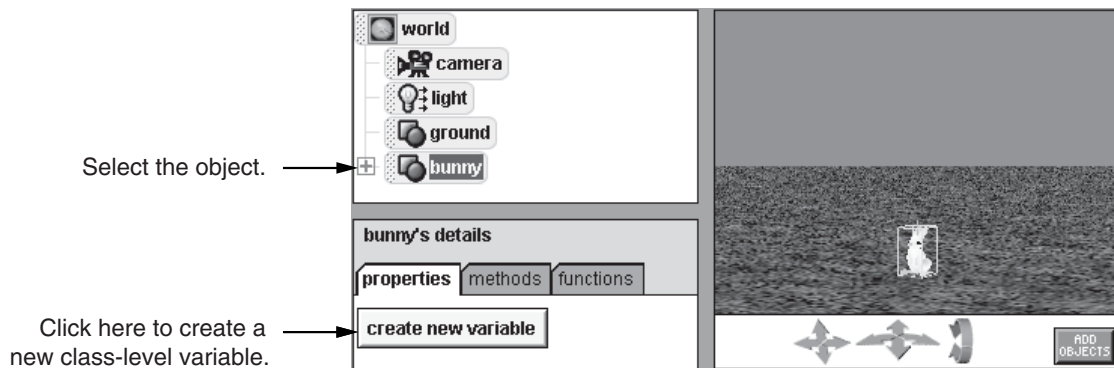 world
camera
light
ground
Select the object.
bunny
bunny's details
properties methods functions
create new variable
Click here to create a
new class-level variable.
ADD
OBJECTS